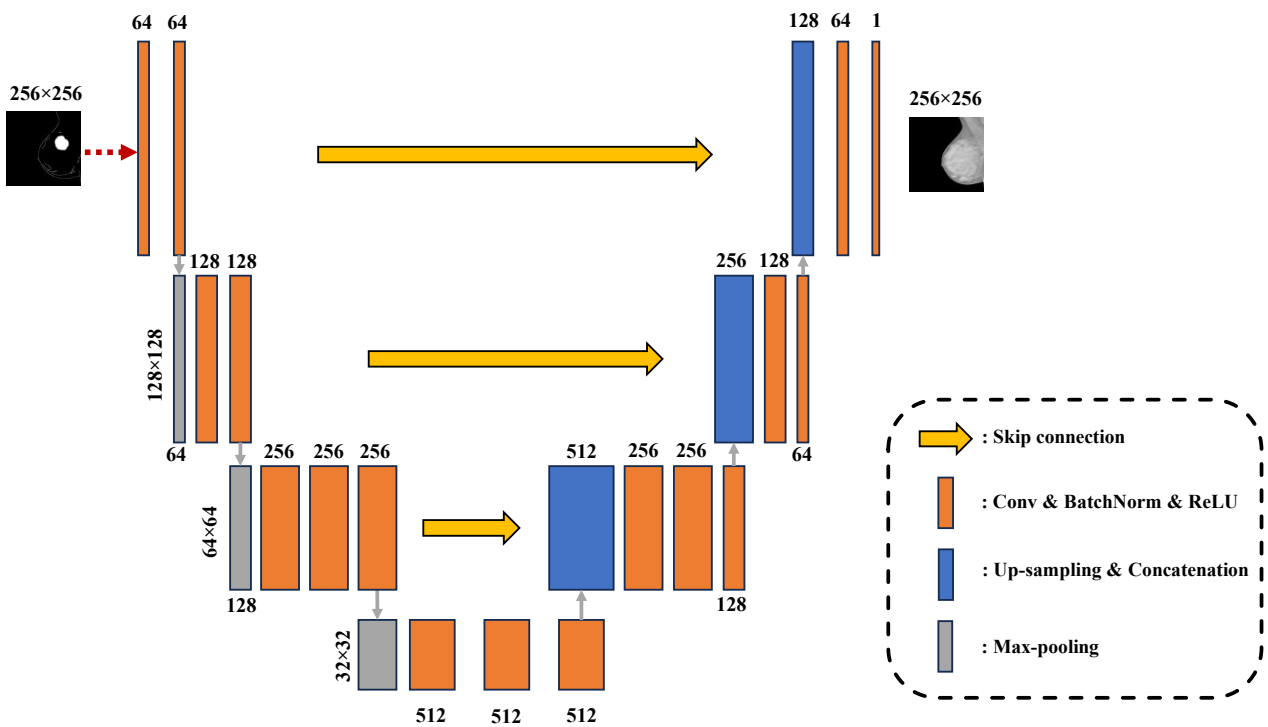 64 64
128 64 1
256×256
256×256
128 128
256 128
128×128
64
64
256 256 256
512 256 256
64×64
128
128
32×32
512 512 512
: Skip connection
: Conv & BatchNorm & ReLU
: Up-sampling & Concatenation
: Max-pooling